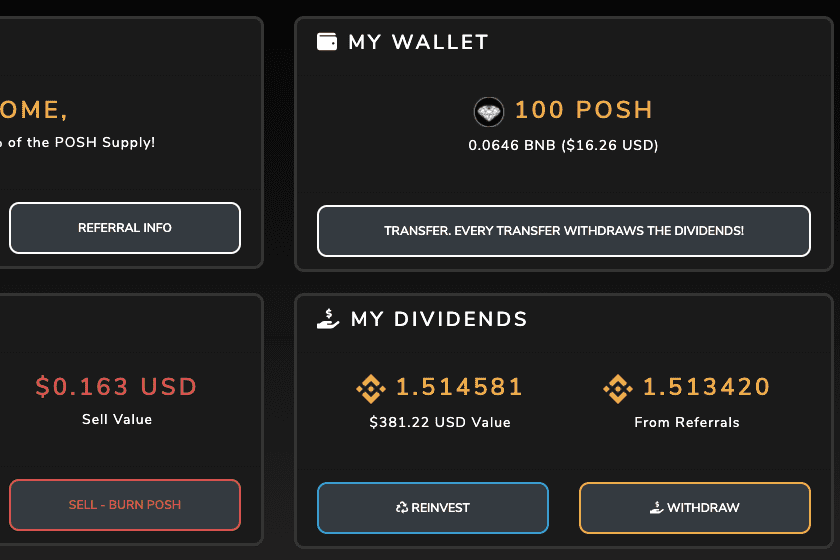 OME,
of the POSH Supply!
REFERRAL INFO
MY WALLET
100 POSH
0.0646 BNB ($16.26 USD)
TRANSFER. EVERY TRANSFER WITHDRAWS THE DIVIDENDS!
$0.163 USD
Sell Value
SELL - BURN POSH
MY DIVIDENDS
1.514581 1.513420
$381.22 USD Value From Referrals
REINVEST WITHDRAW